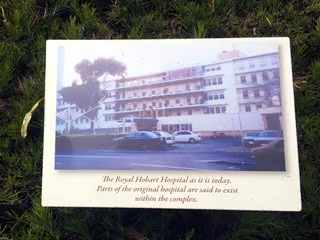 The Royal Hobart Hospital as it is today.
Parts of the original hospital are said to exist
within the complex.